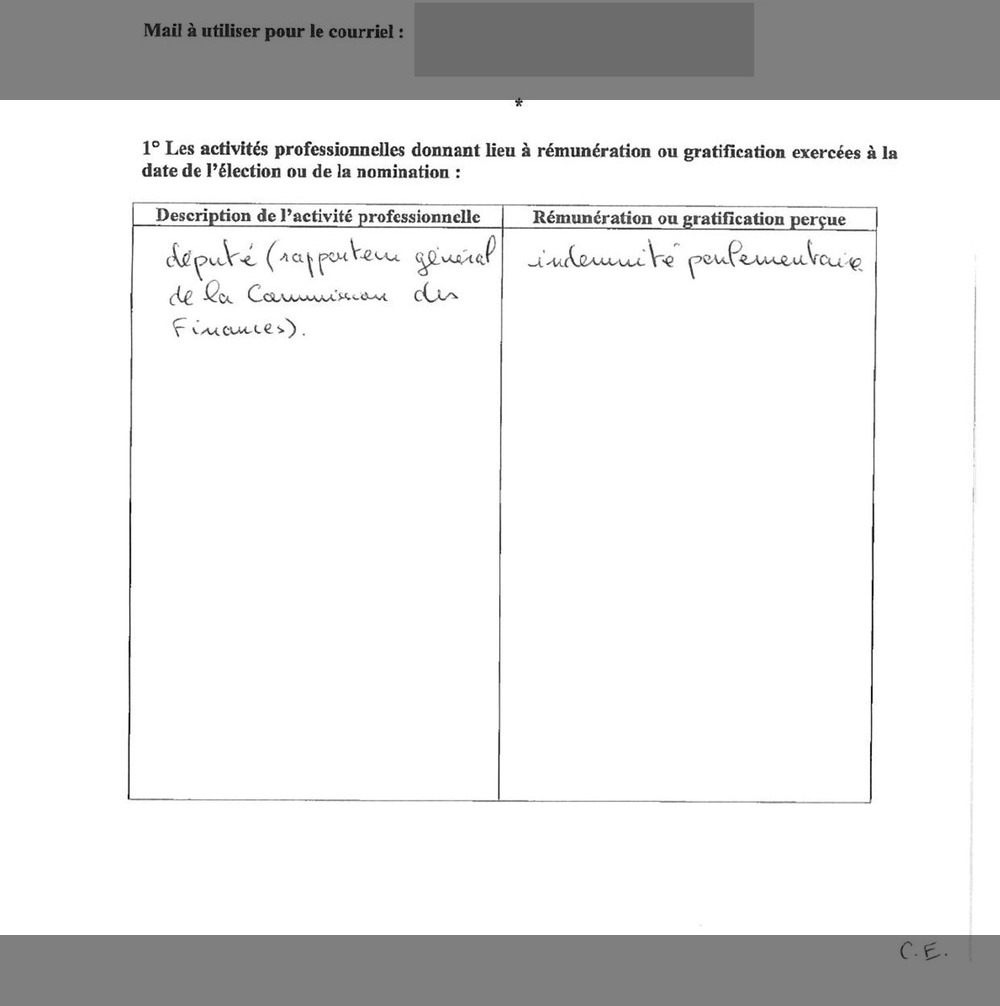 Mail à utiliser pour le courriel :
*
1° Les activités professionnelles donnant lieu à rémunération ou gratification exercées à la
date de l'élection ou de la nomination :
Description de l'activité professionnelle
Rémunération ou gratification perçue
député (rapporteur général
de la Commission des
Finances).
indemnité parlementaire
C.E.